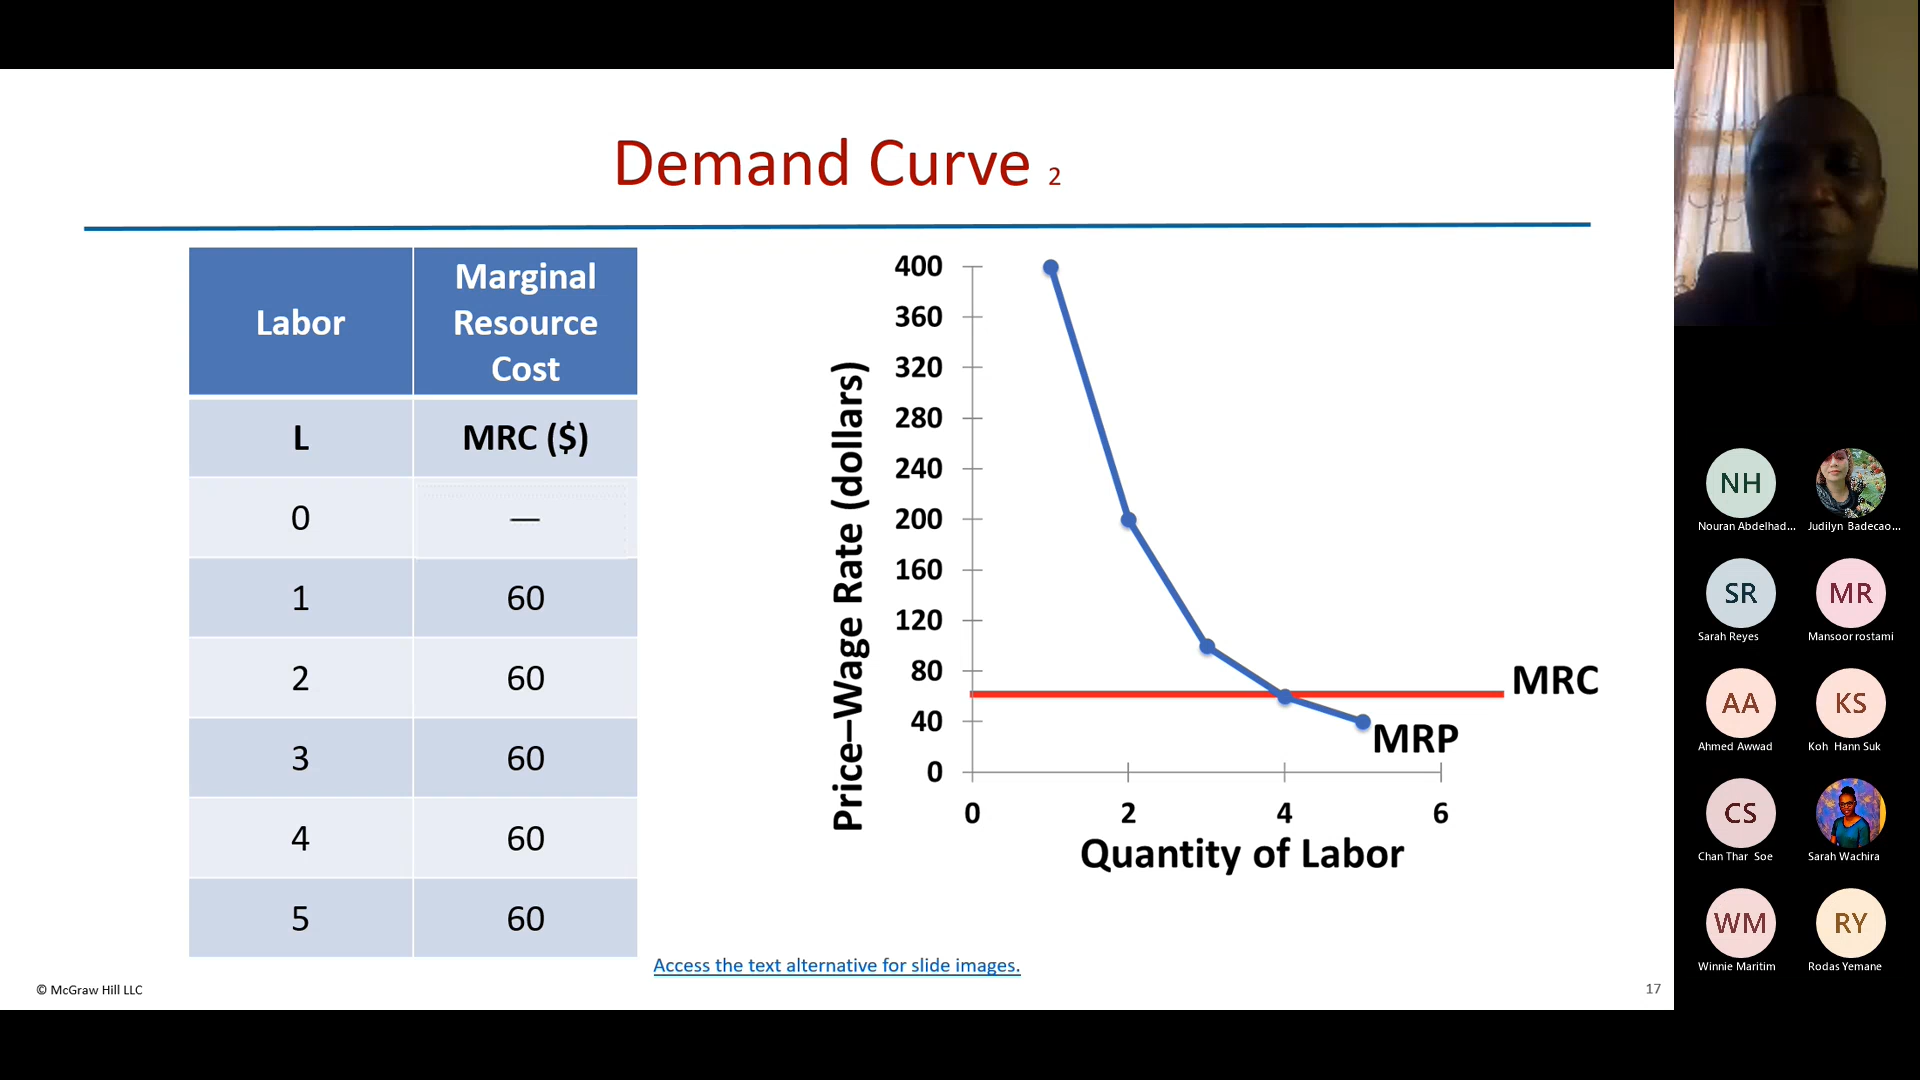 Demand Curve 2
Labor
Marginal
Resource
Cost
L
MRC ($)
0
—
1
60
2
60
3
60
4
60
5
60
Price–Wage Rate (dollars)
400
360
320
280
240
200
160
120
80
40
0
0
2
4
6
Quantity of Labor
MRC
MRP
Access the text alternative for slide images.
© McGraw Hill LLC
17
NH
Nouran Abdelhad...
Judilyn Badecao...
SR
Sarah Reyes
MR
Mansoor rostami
AA
Ahmed Awwad
KS
Koh Hann Suk
CS
Chan Thar Soe
Sarah Wachira
WM
Winnie Maritim
RY
Rodas Yemane